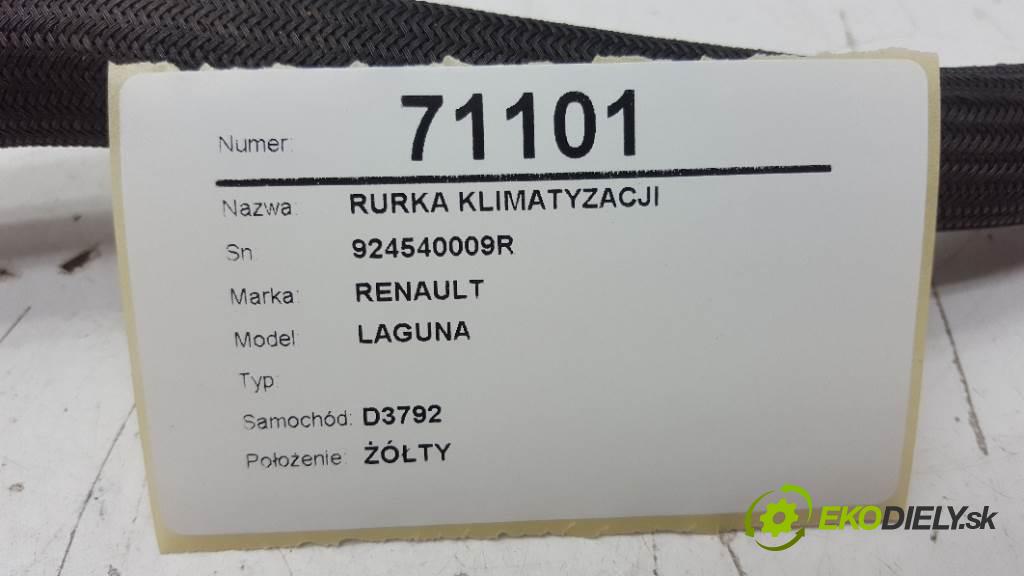 Numer: 71101
Nazwa: RURKA KLIMATYZACJI
Sn: 924540009R
Marka: RENAULT
Model: LAGUNA
Typ:
Samochód: D3792
Położenie: ŻÓŁTY
EKODIELY.sk